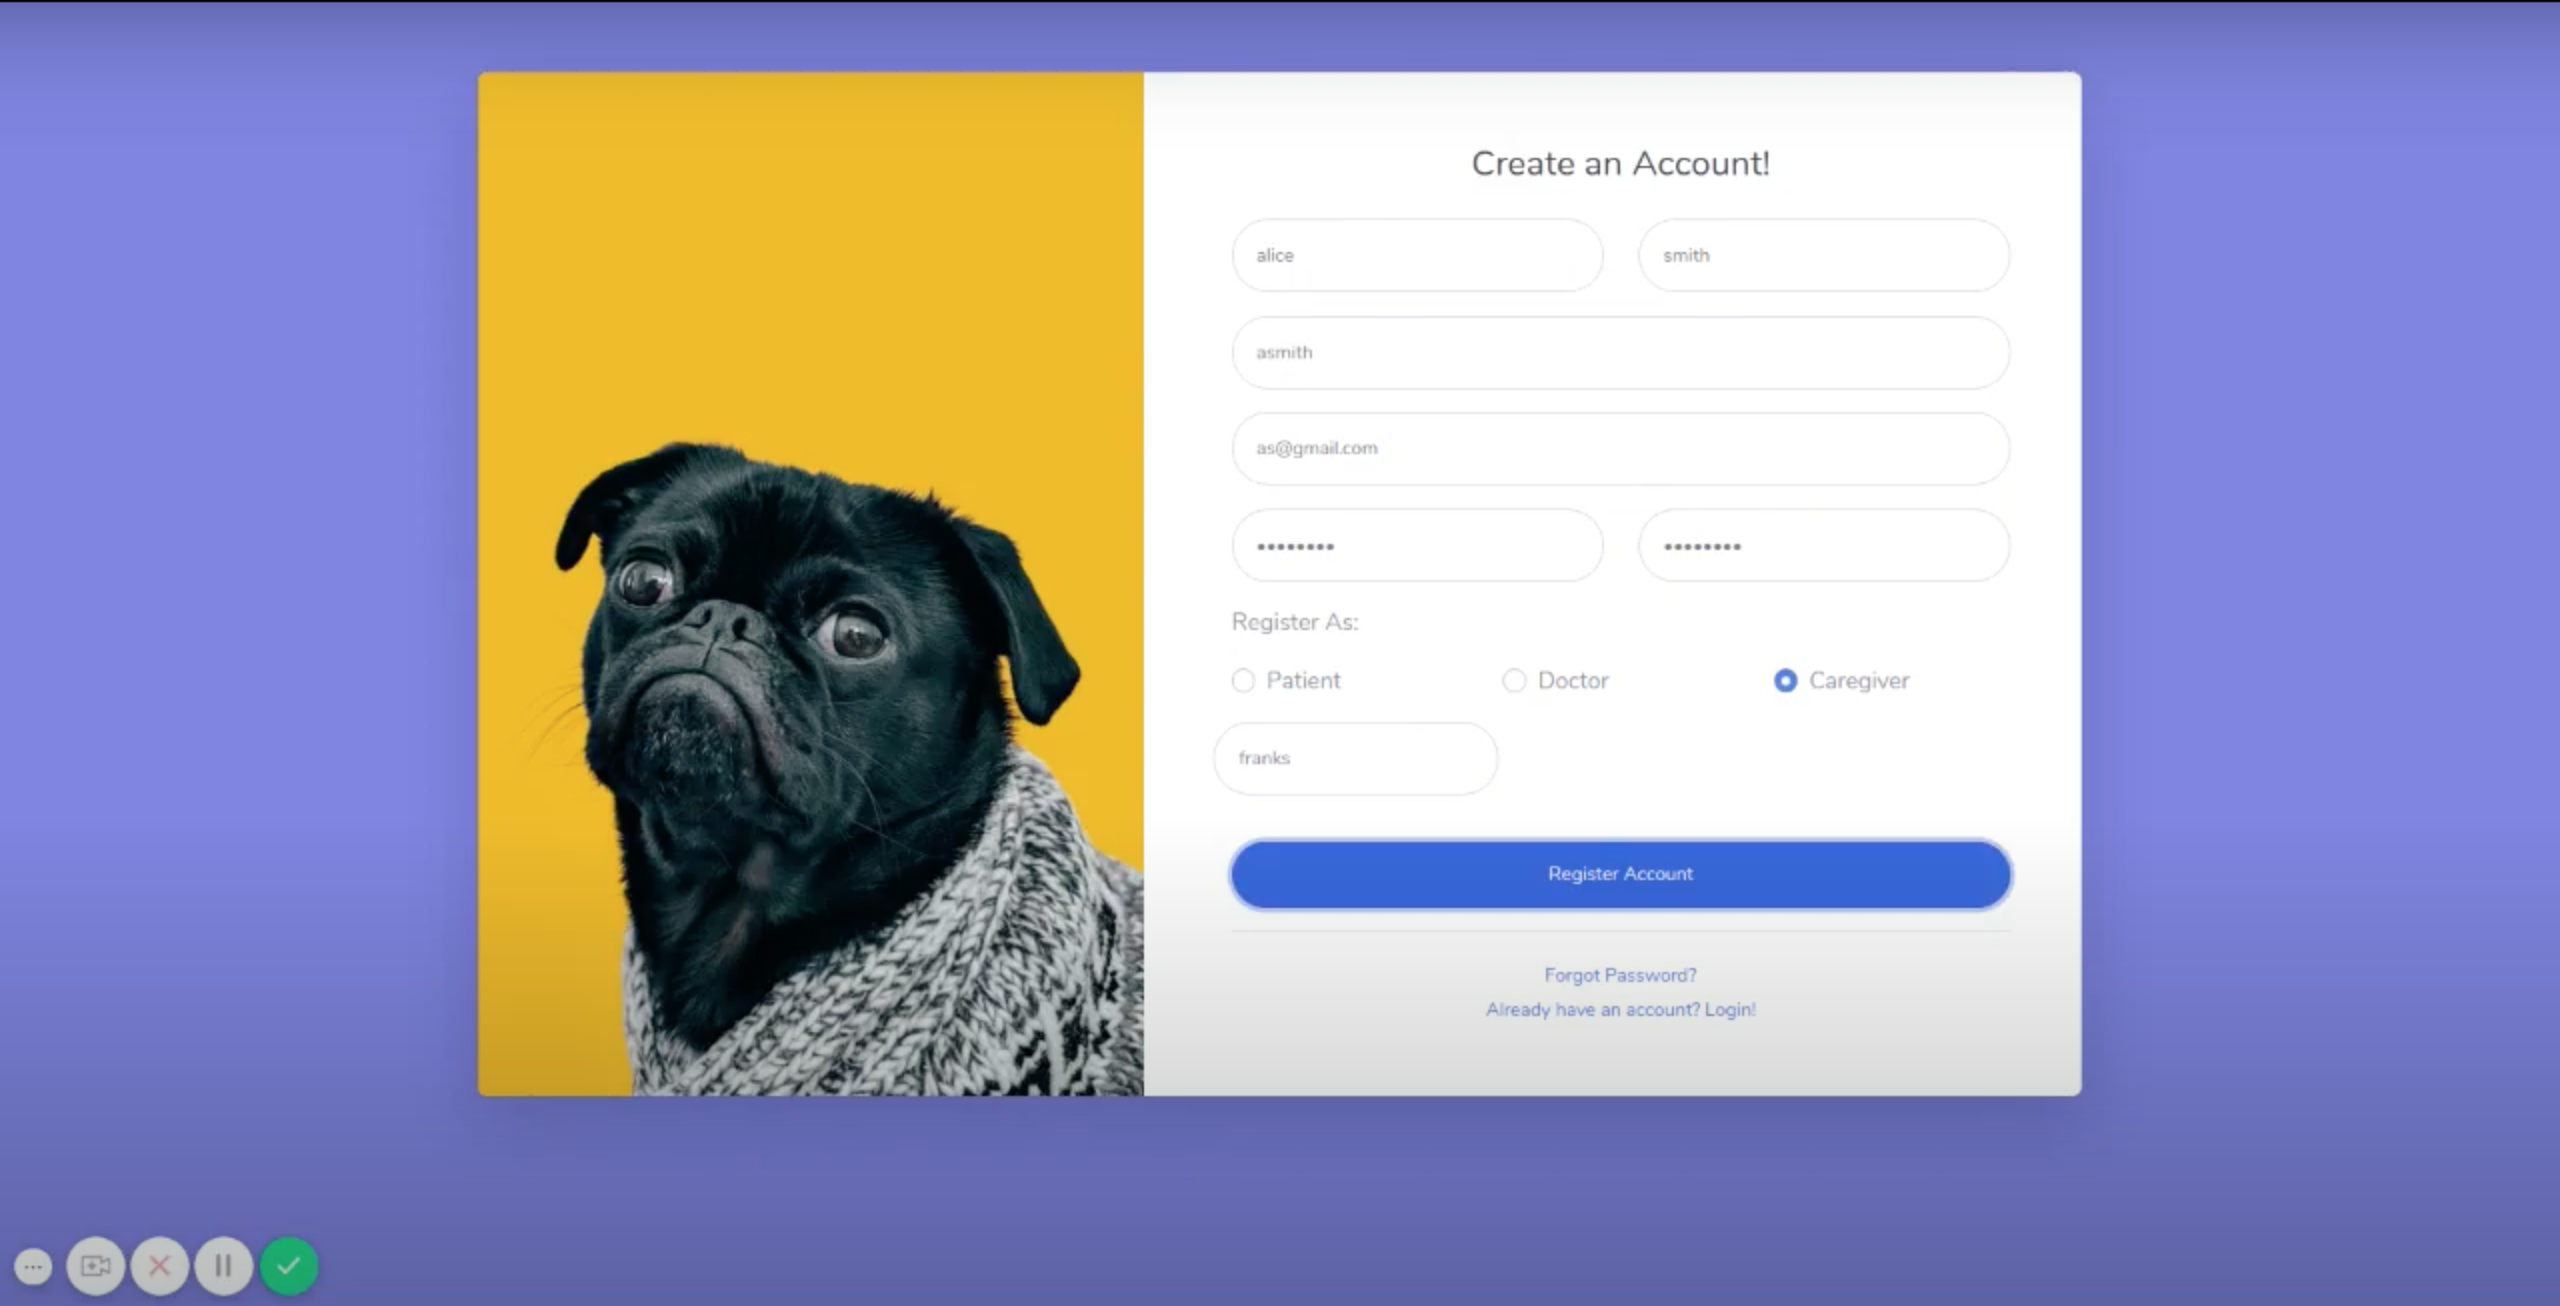 Create an Account!
alice smith
asmith
as@gmail.com
•••••••• ••••••••
Register As:
Patient Doctor Caregiver
franks
Register Account
Forgot Password?
Already have an account? Login!